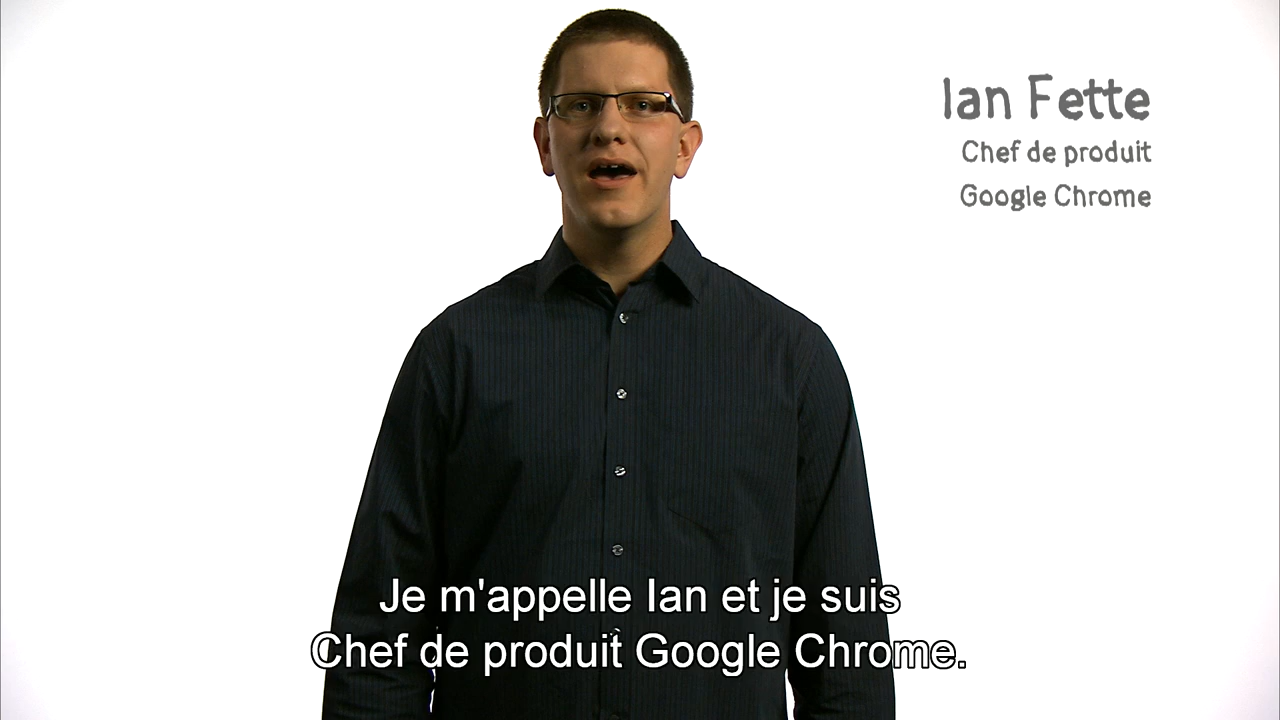 Ian Fette
Chef de produit
Google Chrome
Je m'appelle Ian et je suis
Chef de produit Google Chrome.